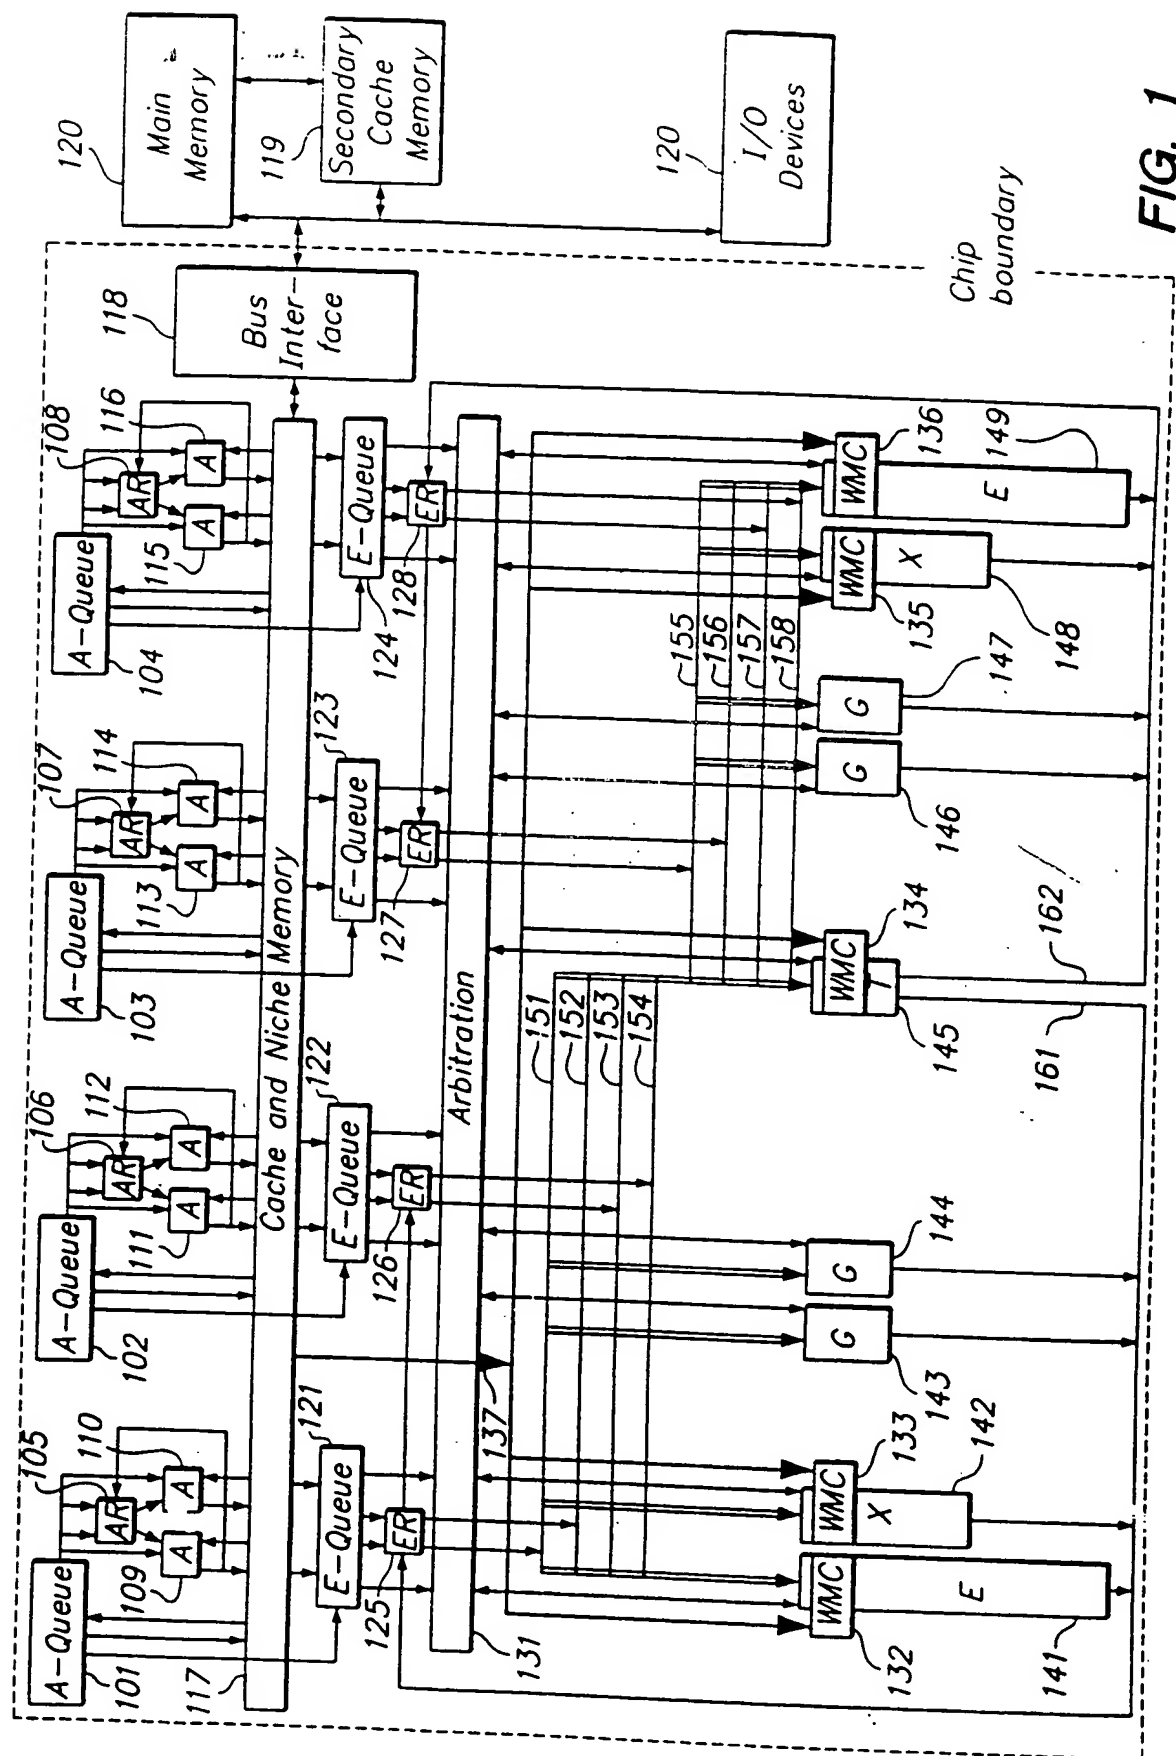 120
Main
Memory
119
Secondary
Cache
Memory
120
I/O
Devices
FIG. 1
Chip
boundary
118
Bus
Inter-
face
105
106
107
108
110
112
114
116
AR
AR
AR
AR
A
A
A
A
A
A
A
A
109
111
113
115
A-Queue
A-Queue
A-Queue
A-Queue
101
102
103
104
117
Cache and Niche Memory
121
122
123
E-Queue
E-Queue
E-Queue
E-Queue
124
125
126
127
128
ER
ER
ER
ER
131
Arbitration
137
151
152
153
154
155
156
157
158
WMC
WMC
WMC
WMC
WMC
132
133
134
135
136
E
X
G
G
T
G
G
X
E
141
142
143
144
145
146
147
148
149
161
162